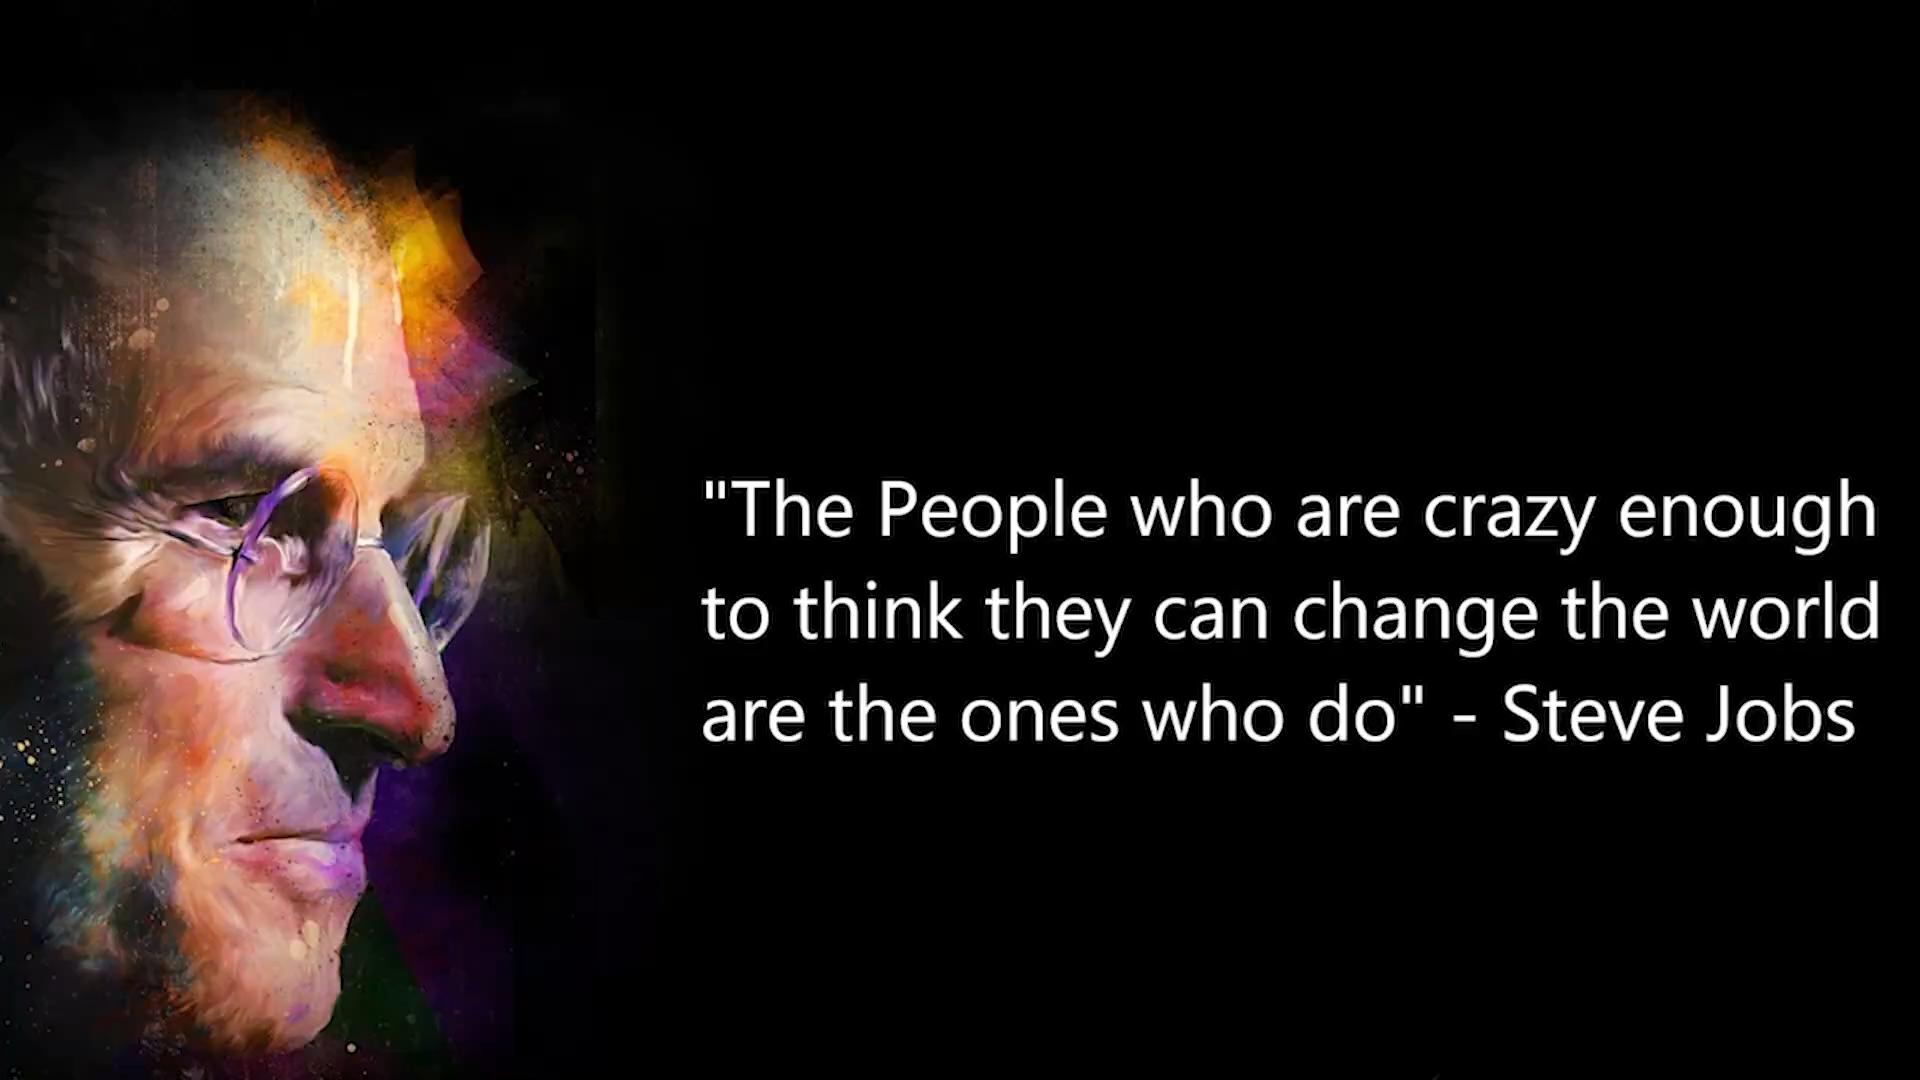 "The People who are crazy enough
to think they can change the world
are the ones who do" - Steve Jobs